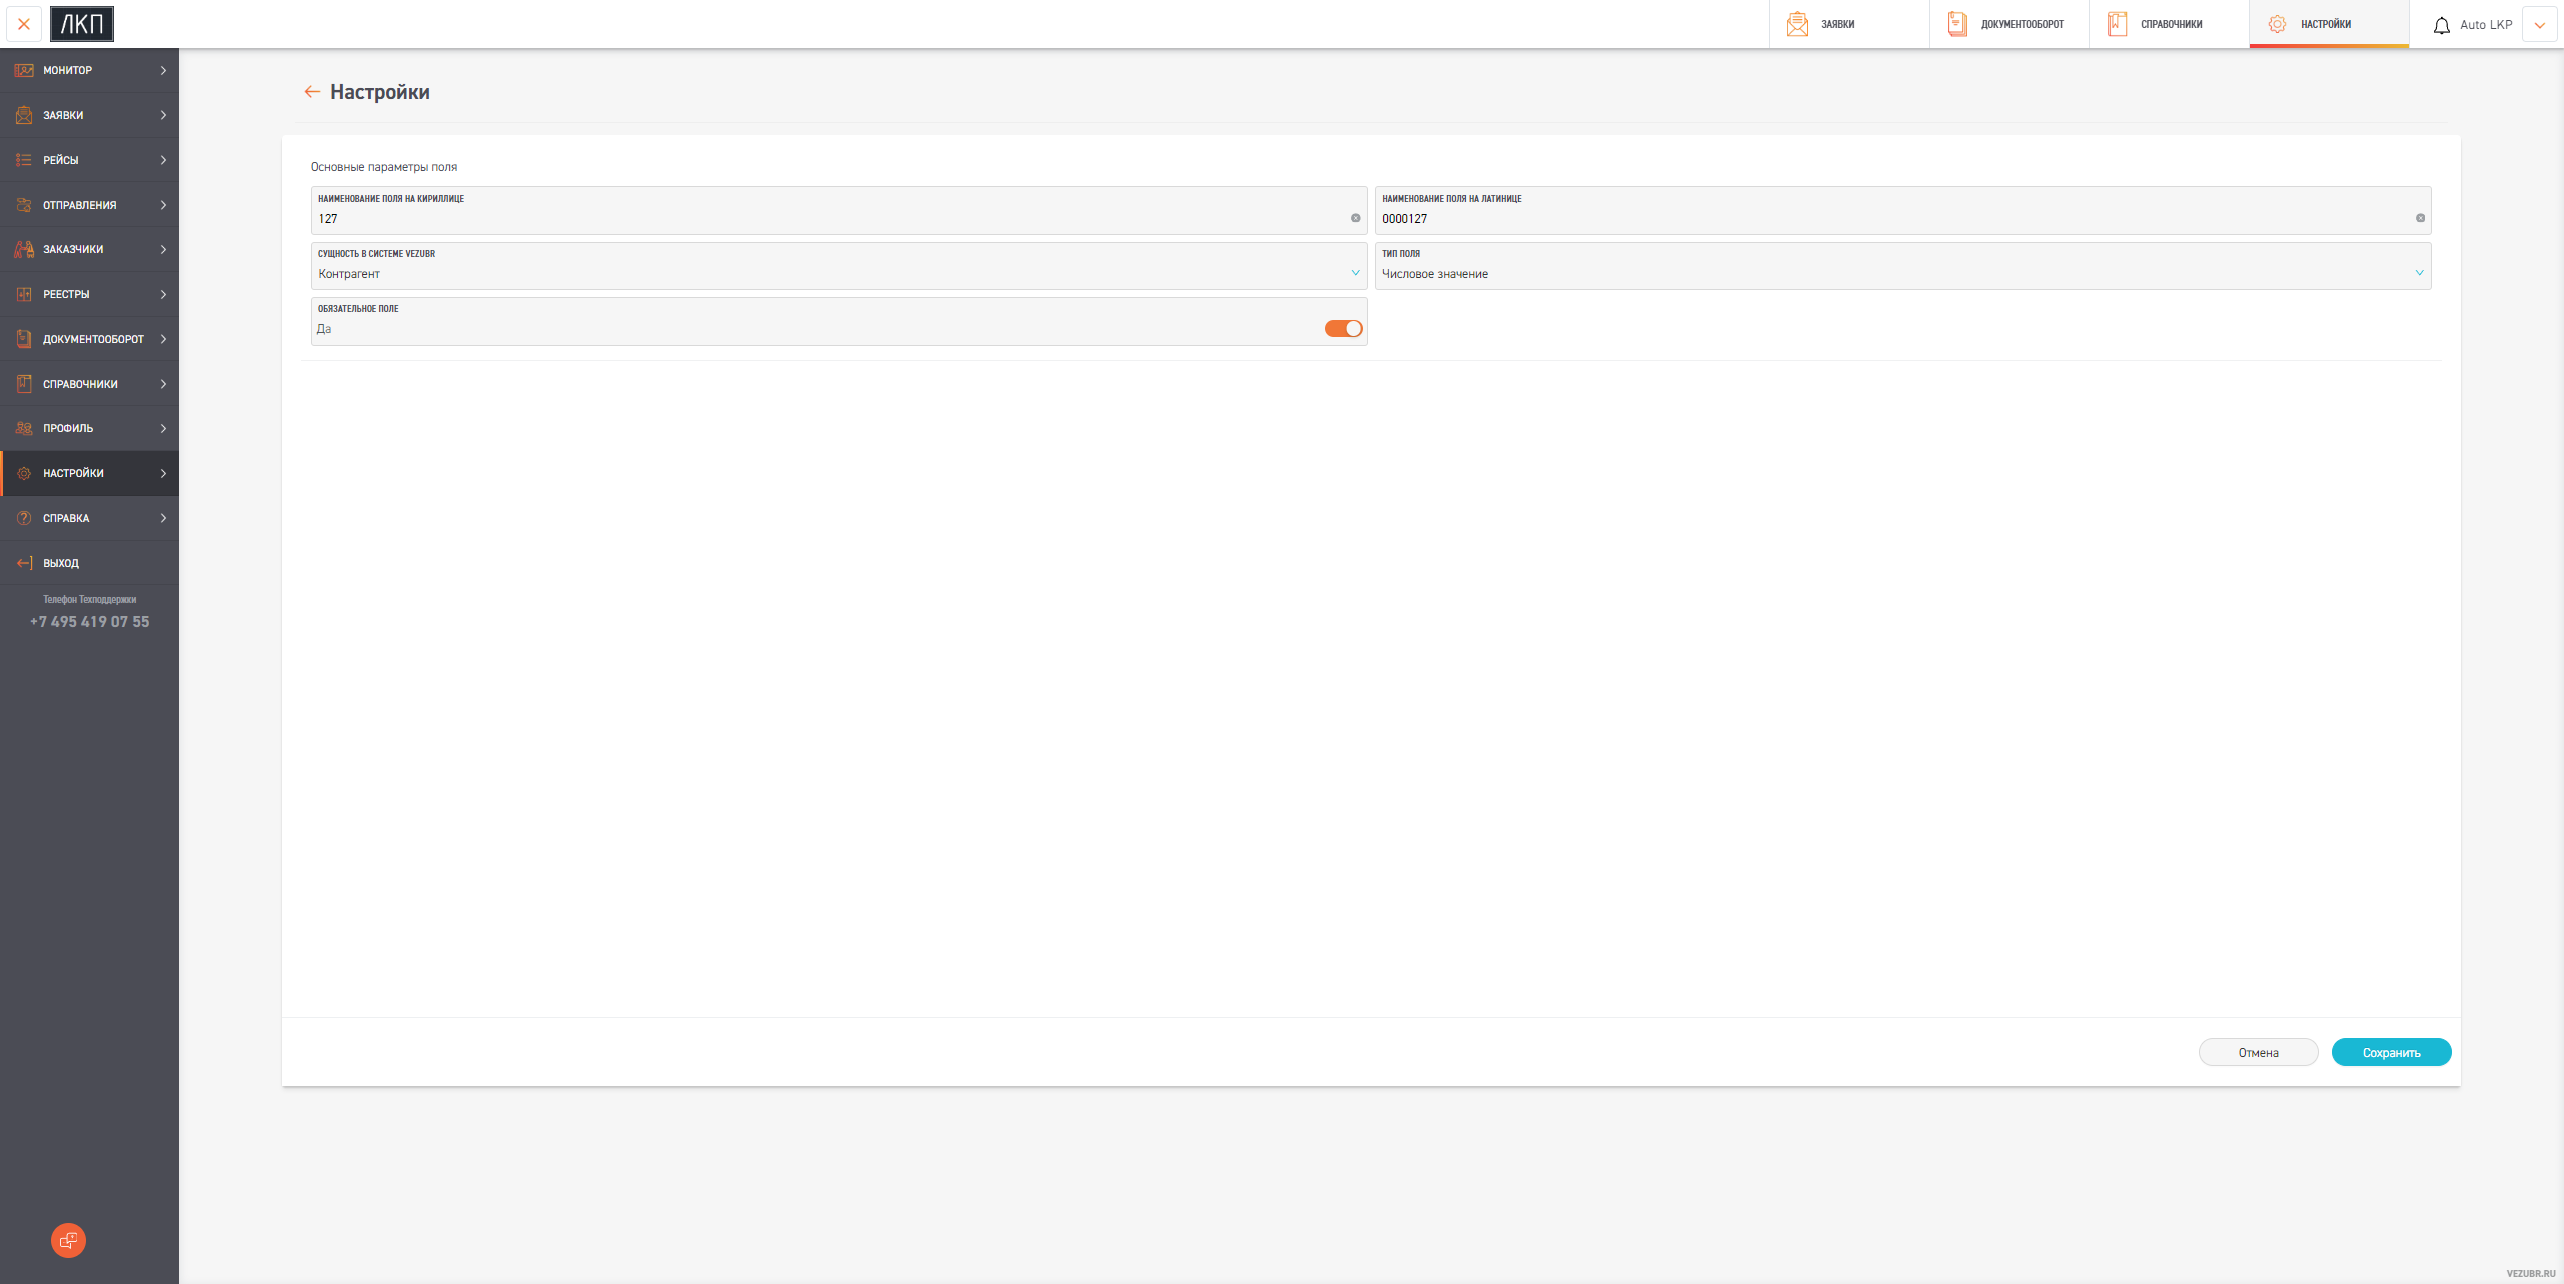 ЛКП
ЗАЯВКИ
ДОКУМЕНТООБОРОТ
СПРАВОЧНИКИ
НАСТРОЙКИ
Auto LKP
МОНИТОР
ЗАЯВКИ
РЕЙСЫ
ОТПРАВЛЕНИЯ
ЗАКАЗЧИКИ
РЕЕСТРЫ
ДОКУМЕНТООБОРОТ
СПРАВОЧНИКИ
ПРОФИЛЬ
НАСТРОЙКИ
СПРАВКА
ВЫХОД
Телефон Техподдержки
+7 495 419 07 55
Настройки
Основные параметры поля
НАИМЕНОВАНИЕ ПОЛЯ НА КИРИЛЛИЦЕ
127
НАИМЕНОВАНИЕ ПОЛЯ НА ЛАТИНИЦЕ
0000127
СУЩНОСТЬ В СИСТЕМЕ VEZUBR
Контрагент
ТИП ПОЛЯ
Числовое значение
ОБЯЗАТЕЛЬНОЕ ПОЛЕ
Да
Отмена
Сохранить
VEZUBR.RU